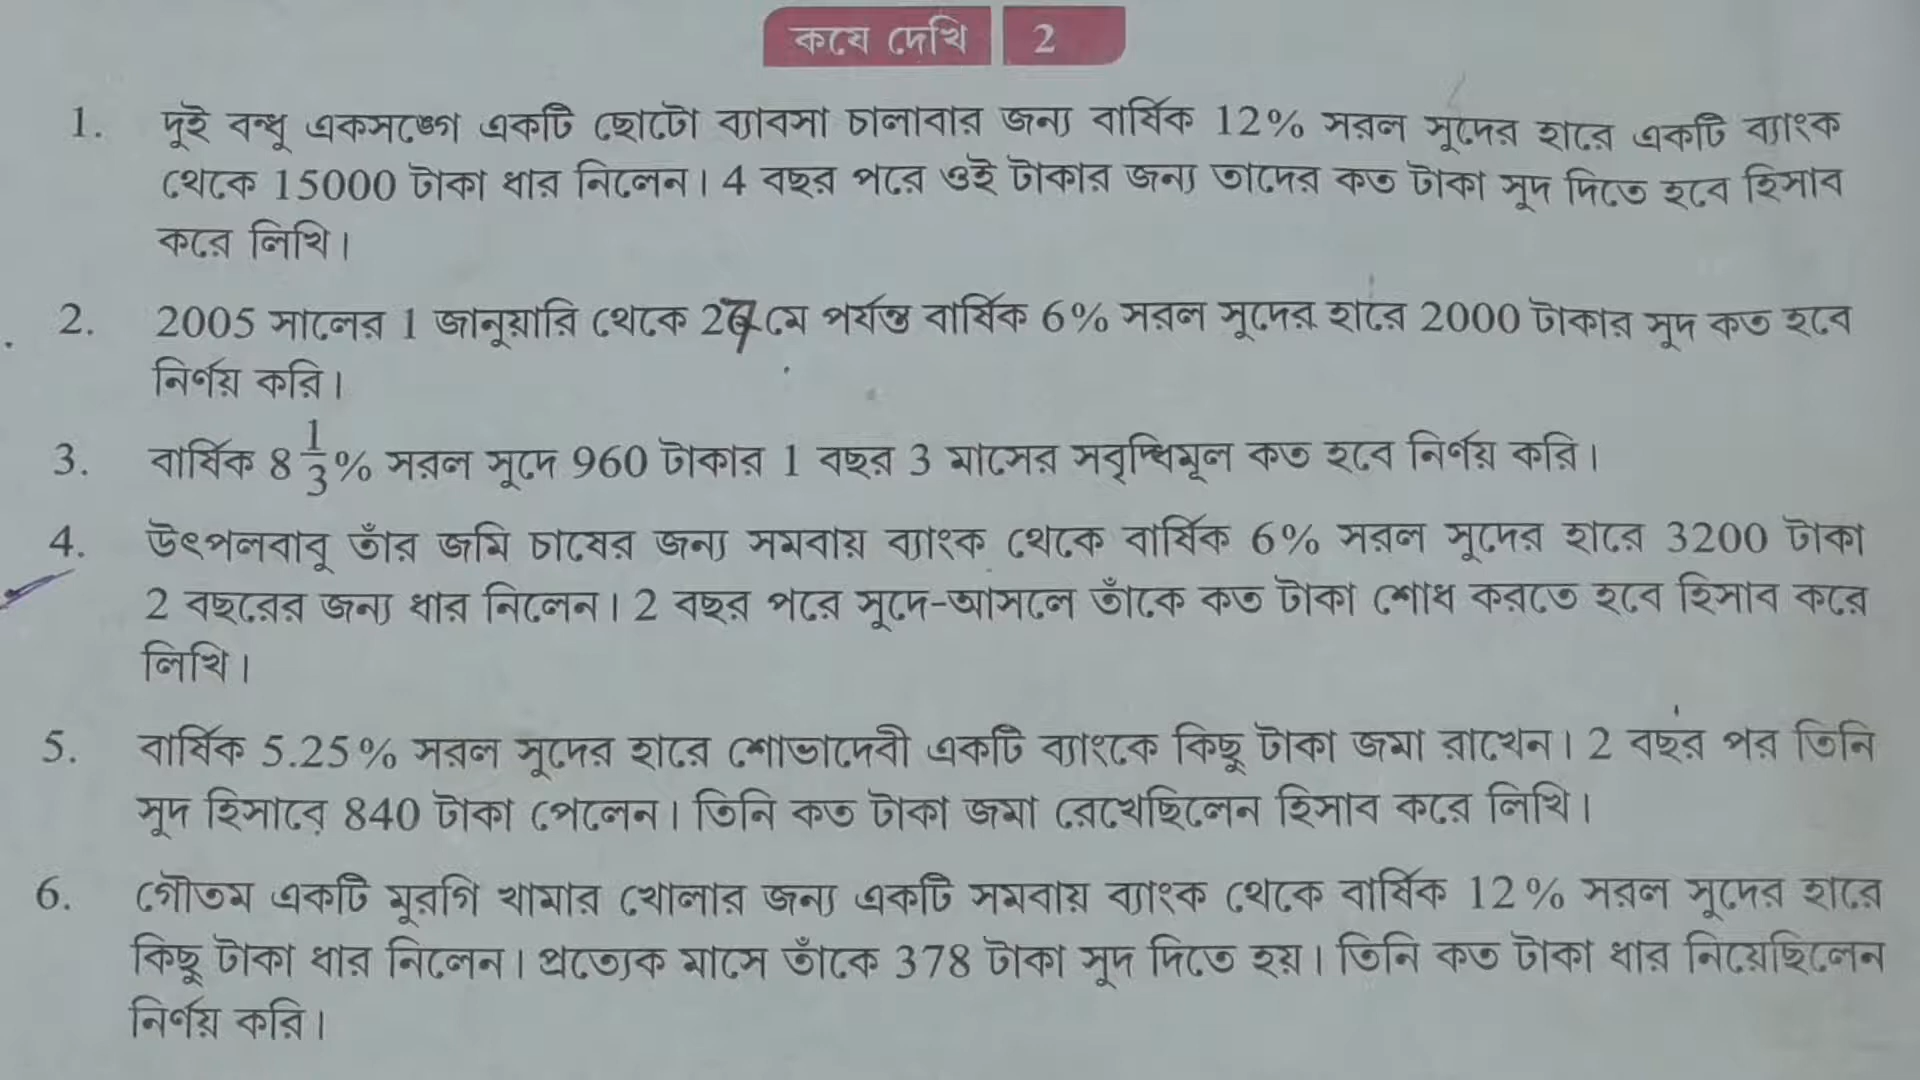 কষে দেখি 2
1. দুই বন্ধু একসঙ্গে একটি ছোটো ব্যাবসা চালাবার জন্য বার্ষিক 12% সরল সুদের হারে একটি ব্যাংক
থেকে 15000 টাকা ধার নিলেন। 4 বছর পরে ওই টাকার জন্য তাদের কত টাকা সুদ দিতে হবে হিসাব
করে লিখি।
2. 2005 সালের 1 জানুয়ারি থেকে 27 মে পর্যন্ত বার্ষিক 6% সরল সুদের হারে 2000 টাকার সুদ কত হবে
নির্ণয় করি।
3. বার্ষিক 8 1/3% সরল সুদে 960 টাকার 1 বছর 3 মাসের সবৃদ্ধিমূল কত হবে নির্ণয় করি।
4. উৎপলবাবু তাঁর জমি চাষের জন্য সমবায় ব্যাংক থেকে বার্ষিক 6% সরল সুদের হারে 3200 টাকা
2 বছরের জন্য ধার নিলেন। 2 বছর পরে সুদে-আসলে তাঁকে কত টাকা শোধ করতে হবে হিসাব করে
লিখি।
5. বার্ষিক 5.25% সরল সুদের হারে শোভাদেবী একটি ব্যাংকে কিছু টাকা জমা রাখেন। 2 বছর পর তিনি
সুদ হিসাবে 840 টাকা পেলেন। তিনি কত টাকা জমা রেখেছিলেন হিসাব করে লিখি।
6. গৌতম একটি মুরগি খামার খোলার জন্য একটি সমবায় ব্যাংক থেকে বার্ষিক 12% সরল সুদের হারে
কিছু টাকা ধার নিলেন। প্রত্যেক মাসে তাঁকে 378 টাকা সুদ দিতে হয়। তিনি কত টাকা ধার নিয়েছিলেন
নির্ণয় করি।